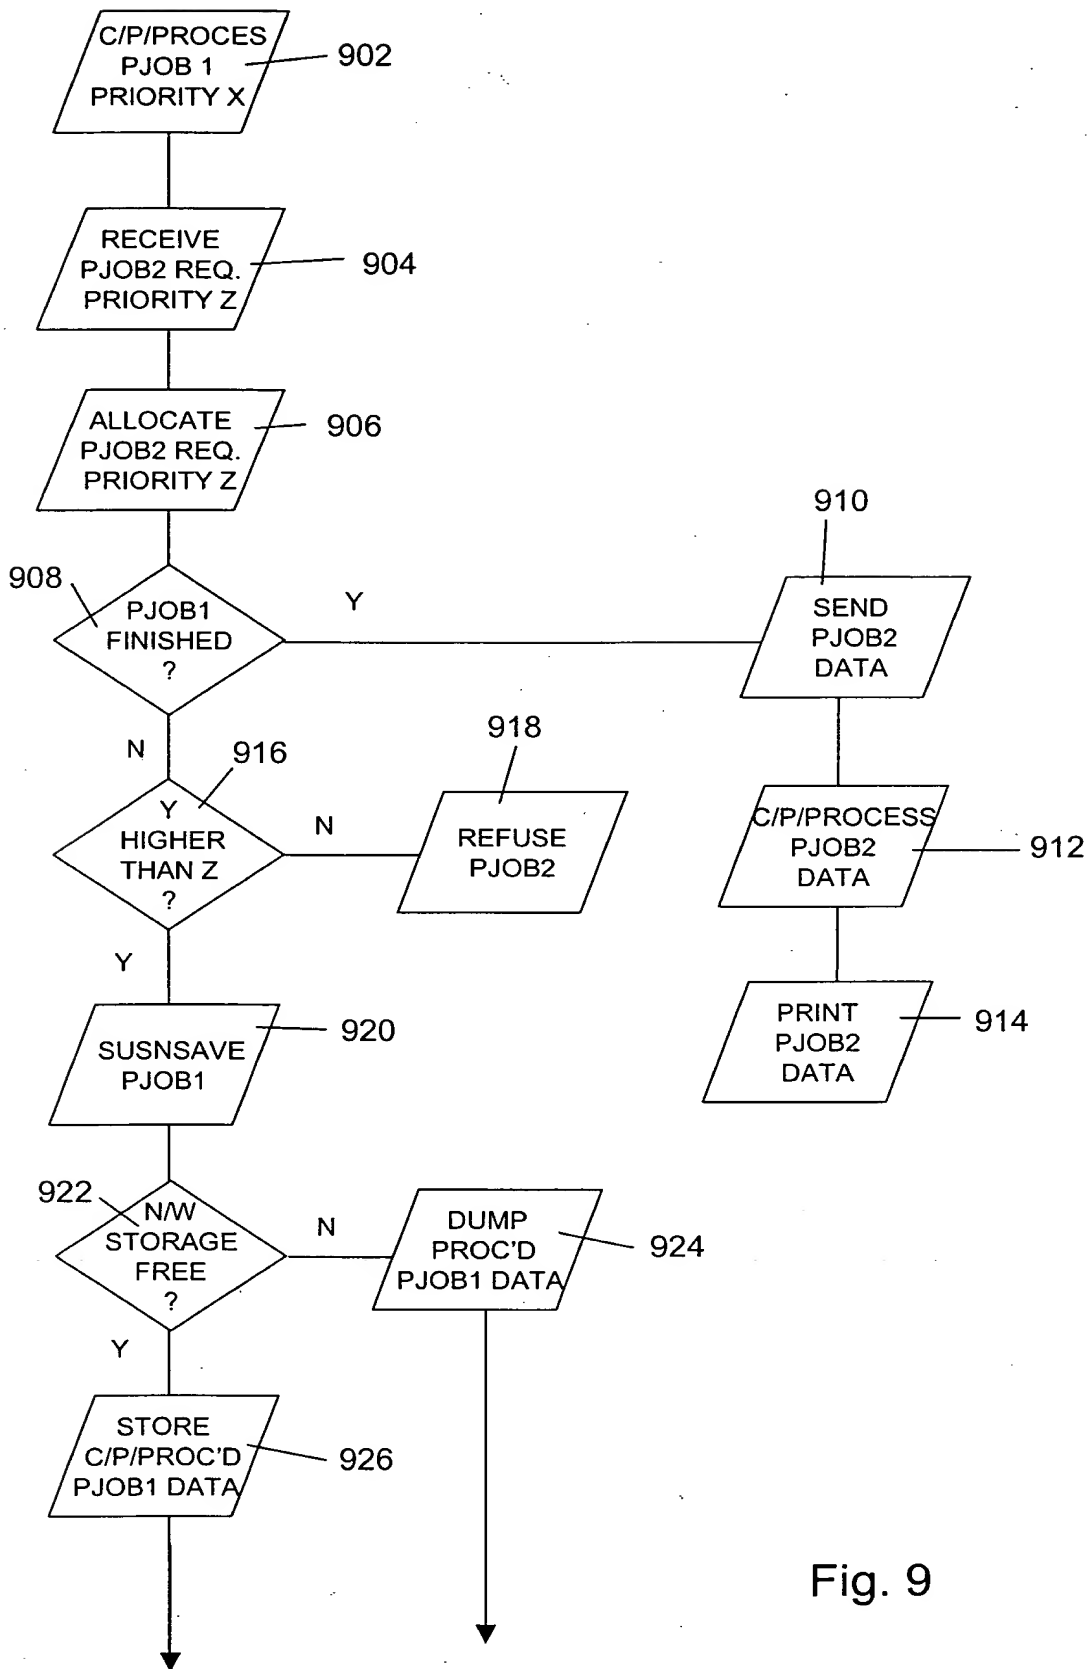 C/P/PROCES
PJOB 1
PRIORITY X
902
RECEIVE
PJOB2 REQ.
PRIORITY Z
904
ALLOCATE
PJOB2 REQ.
PRIORITY Z
906
908
PJOB1
FINISHED
?
Y
910
SEND
PJOB2
DATA
N
916
Y
HIGHER
THAN Z
?
N
918
REFUSE
PJOB2
C/P/PROCESS
PJOB2
DATA
912
Y
SUSNSAVE
PJOB1
920
PRINT
PJOB2
DATA
914
922
N/W
STORAGE
FREE
?
N
DUMP
PROC'D
PJOB1 DATA
924
Y
STORE
C/P/PROC'D
PJOB1 DATA
926
Fig. 9